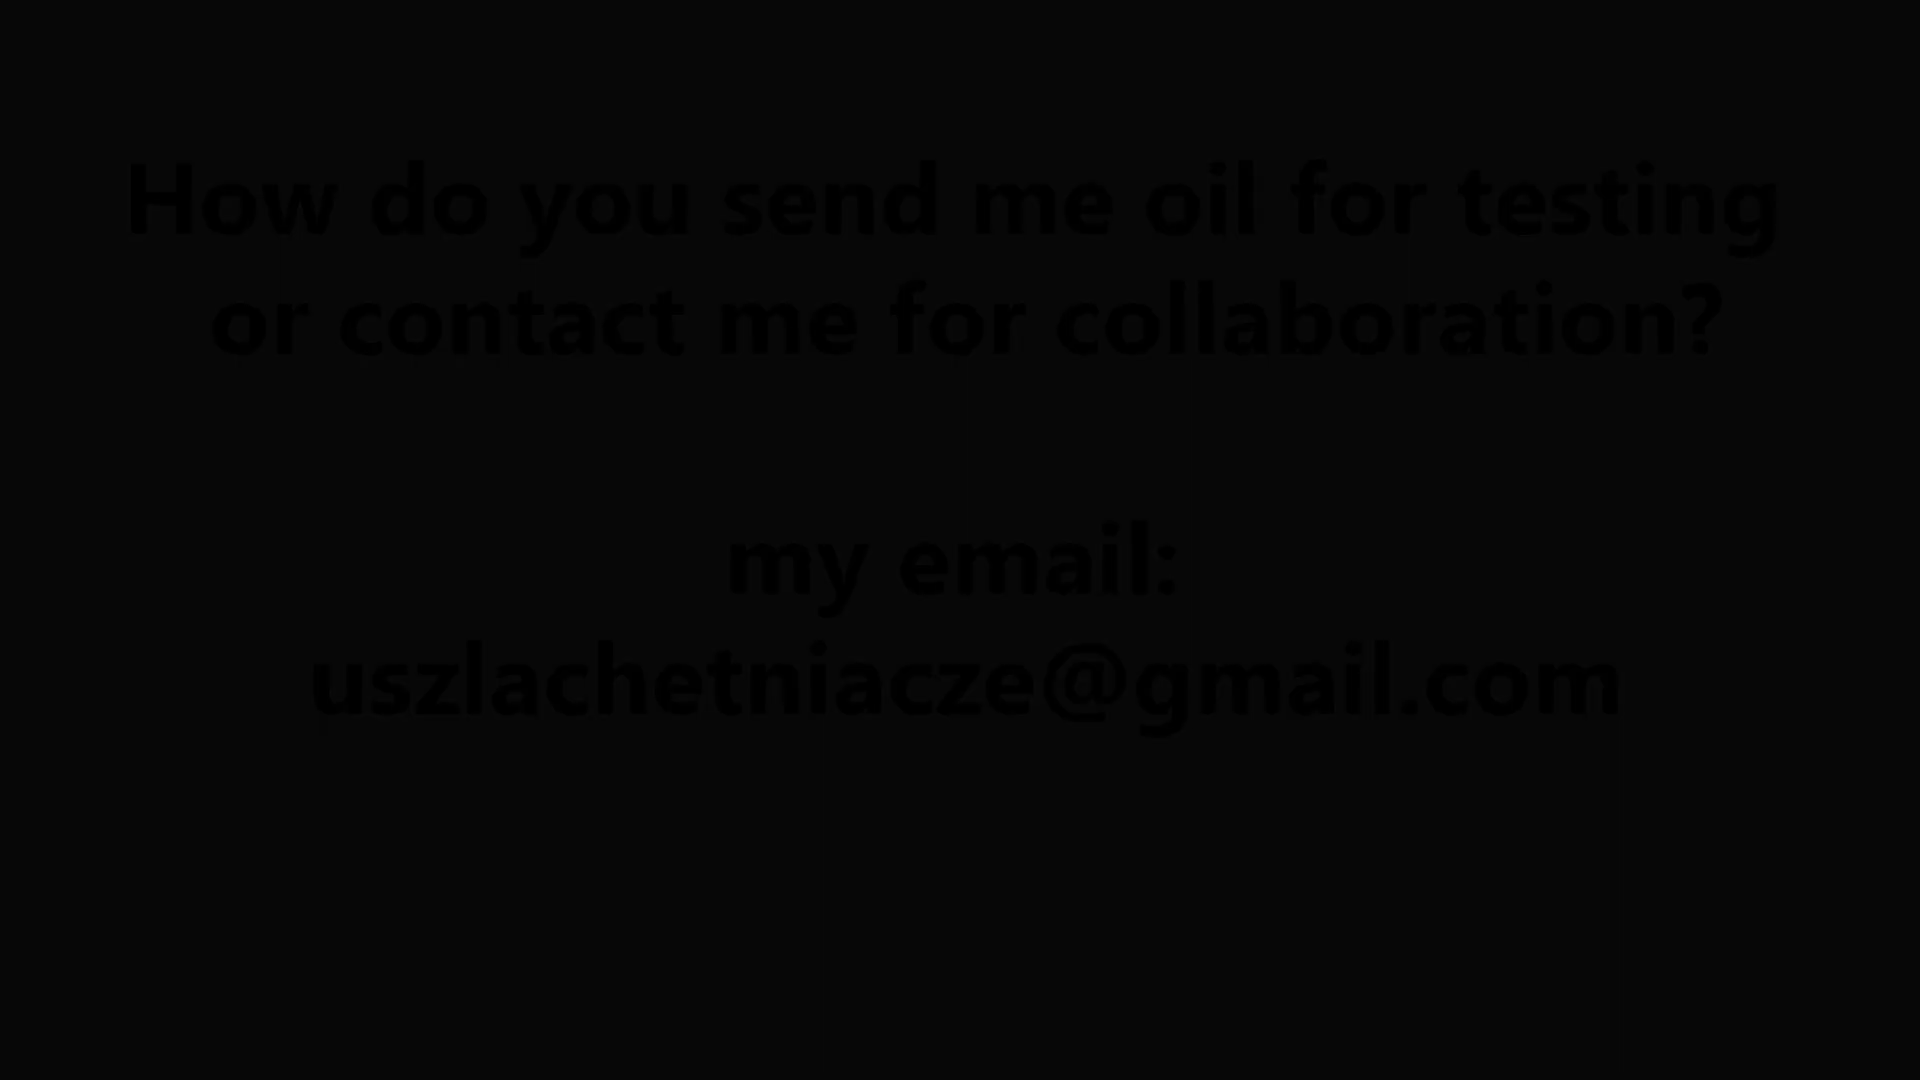 How do you send me oil for testing
or contact me for collaboration?
my email:
uszlachetniacze@gmail.com